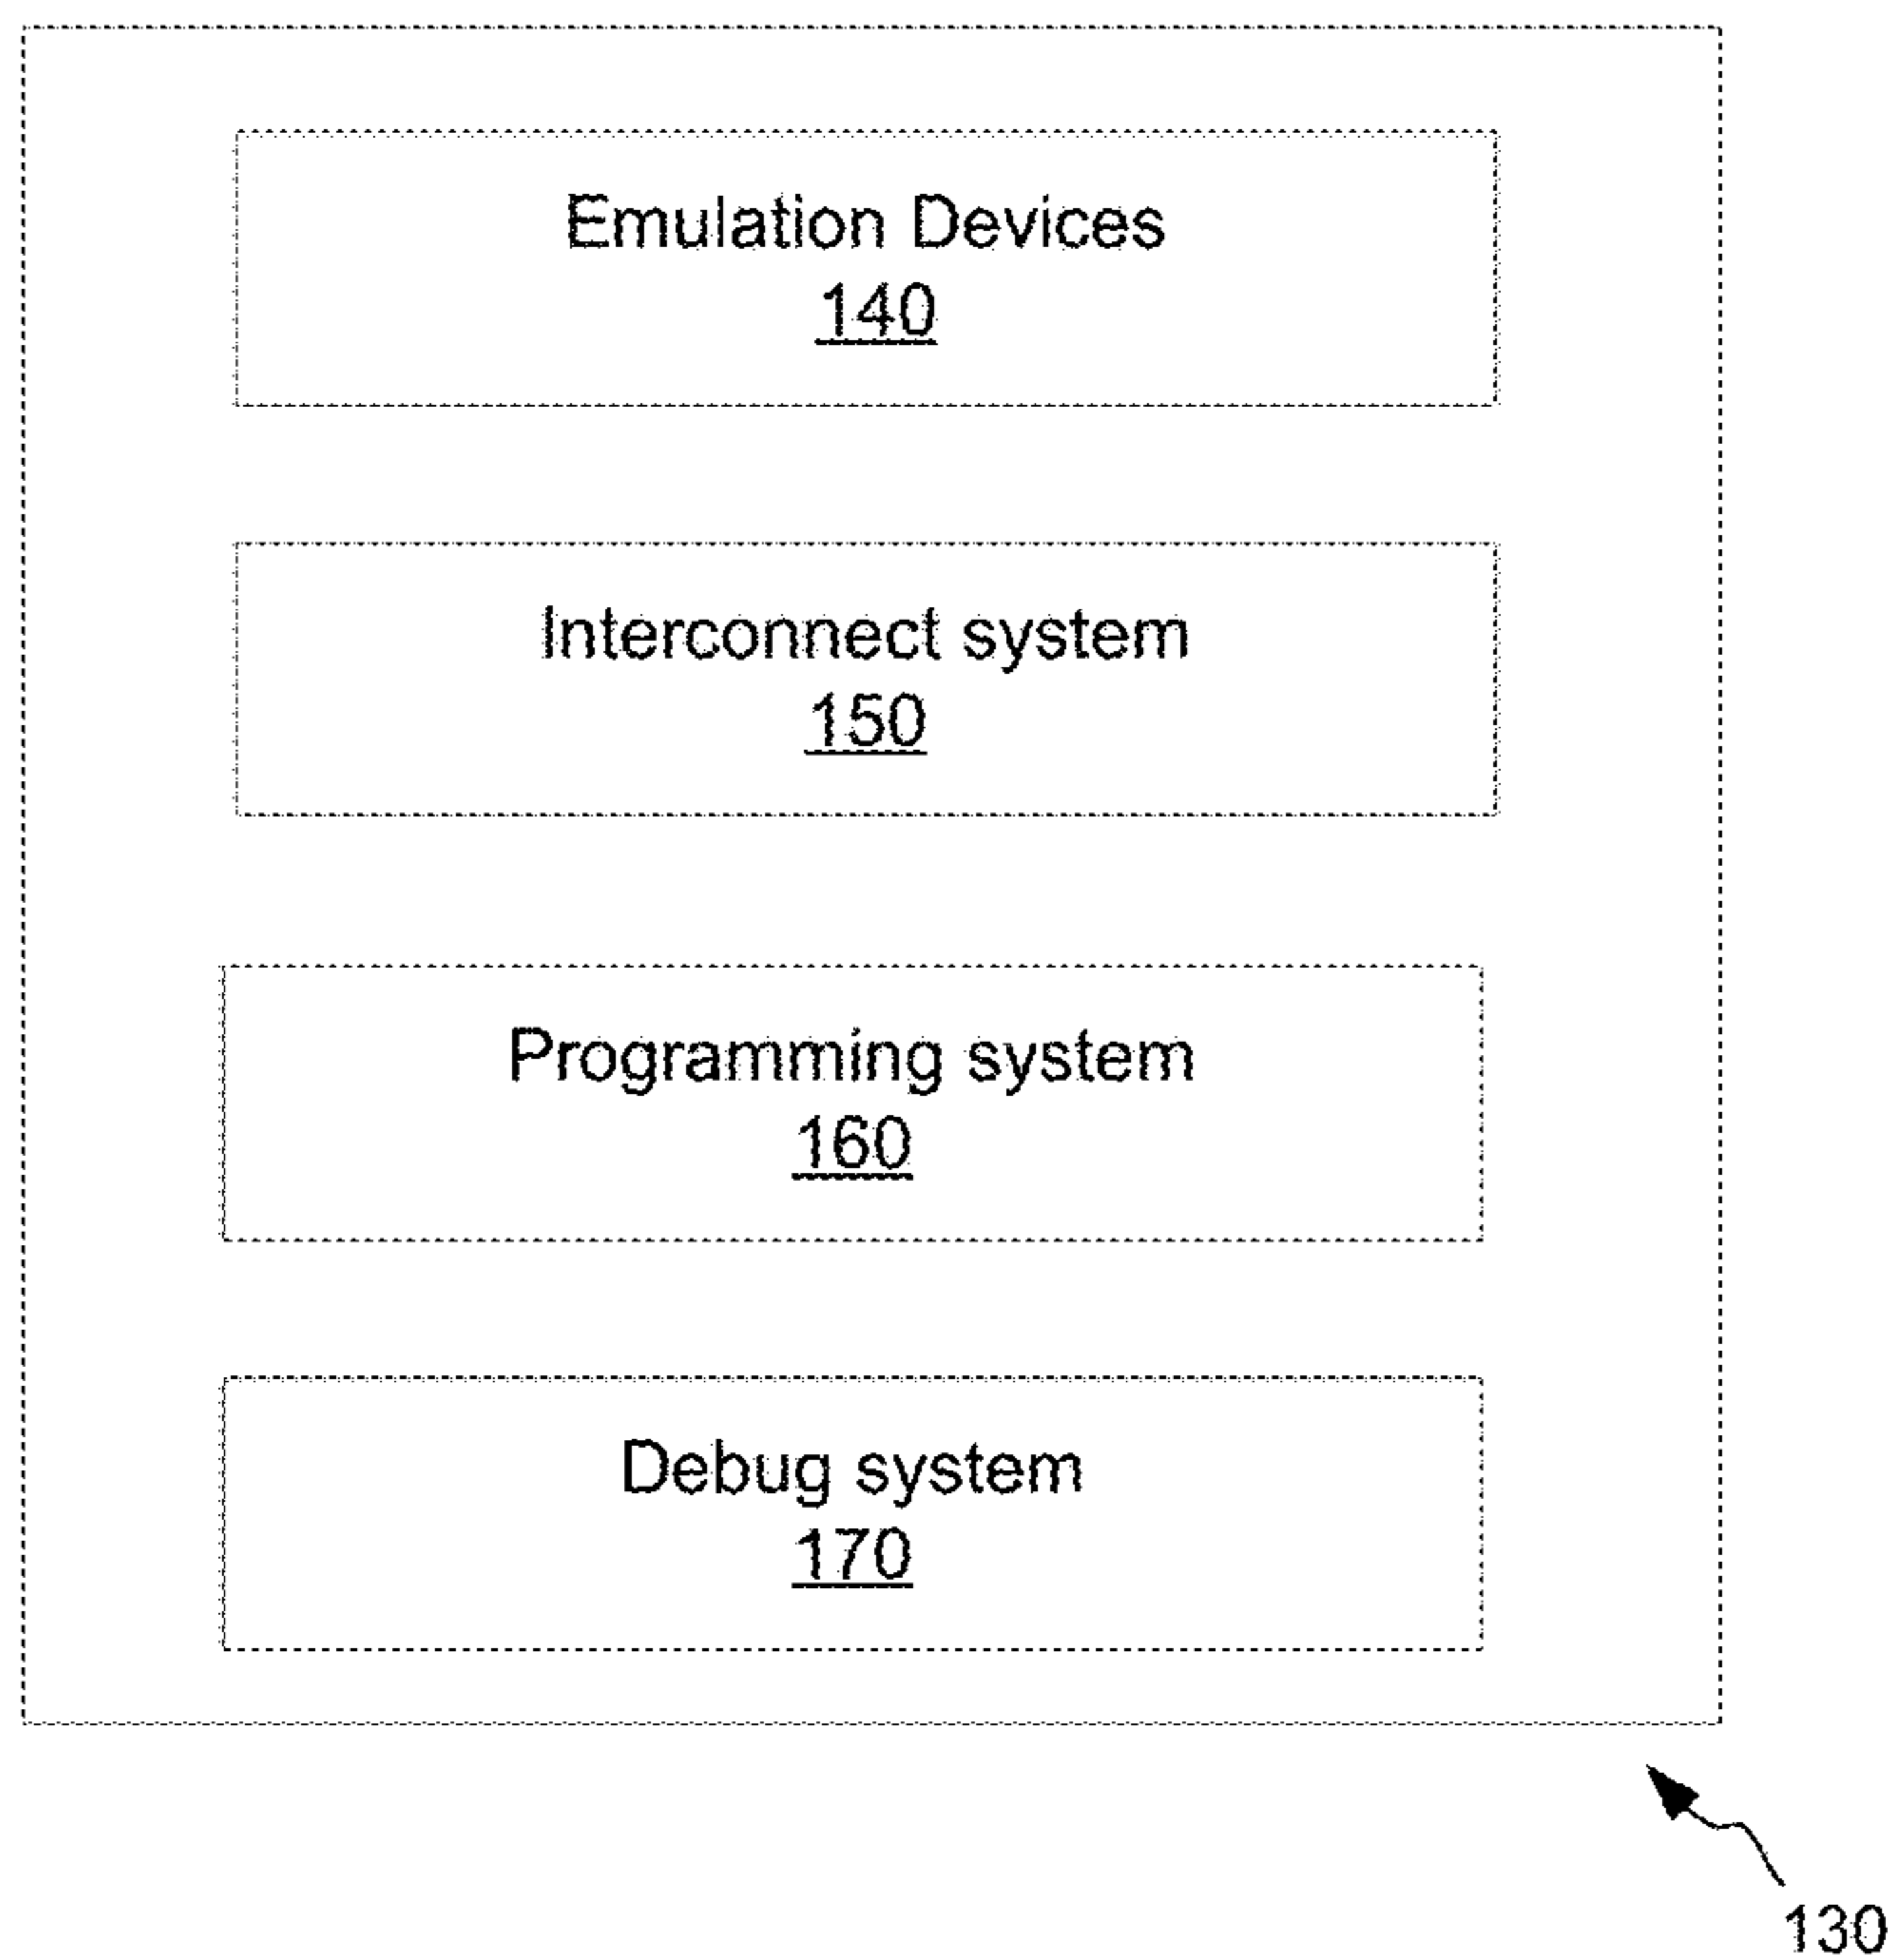 Emulation Devices
140
Interconnect system
150
Programming system
160
Debug system
170
130